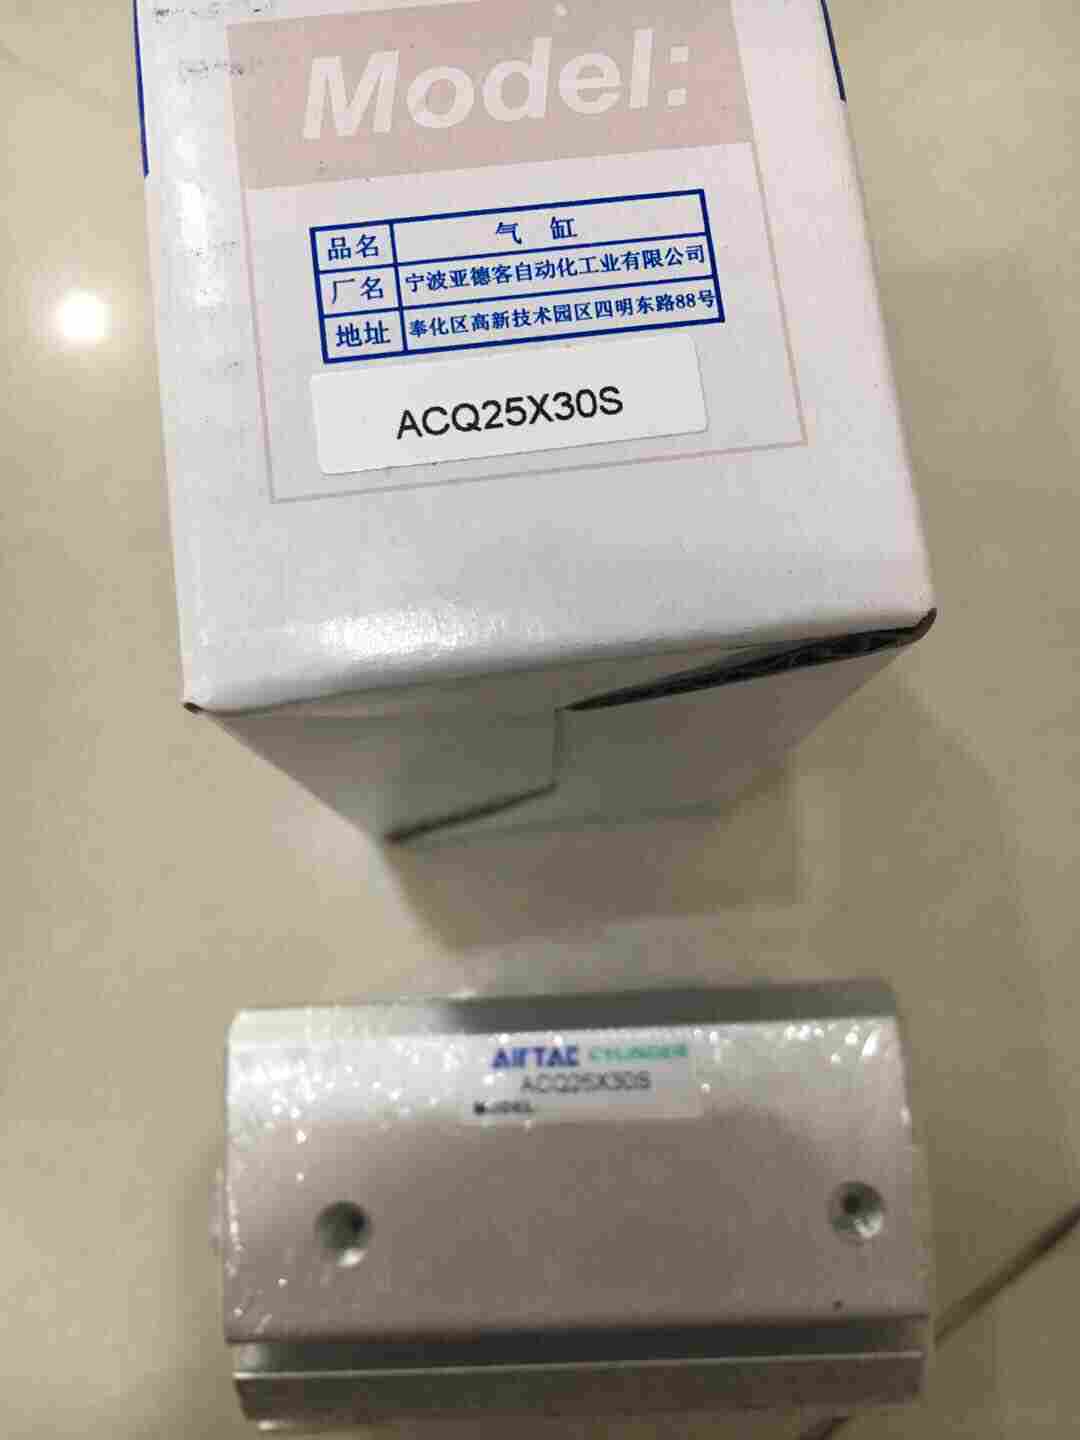 Model:
品名 气 缸
厂名 宁波亚德客自动化工业有限公司
地址 奉化区高新技术园区四明东路88号
ACQ25X30S
AIRTAC CYLINDER
ACQ25X30S
MODEL